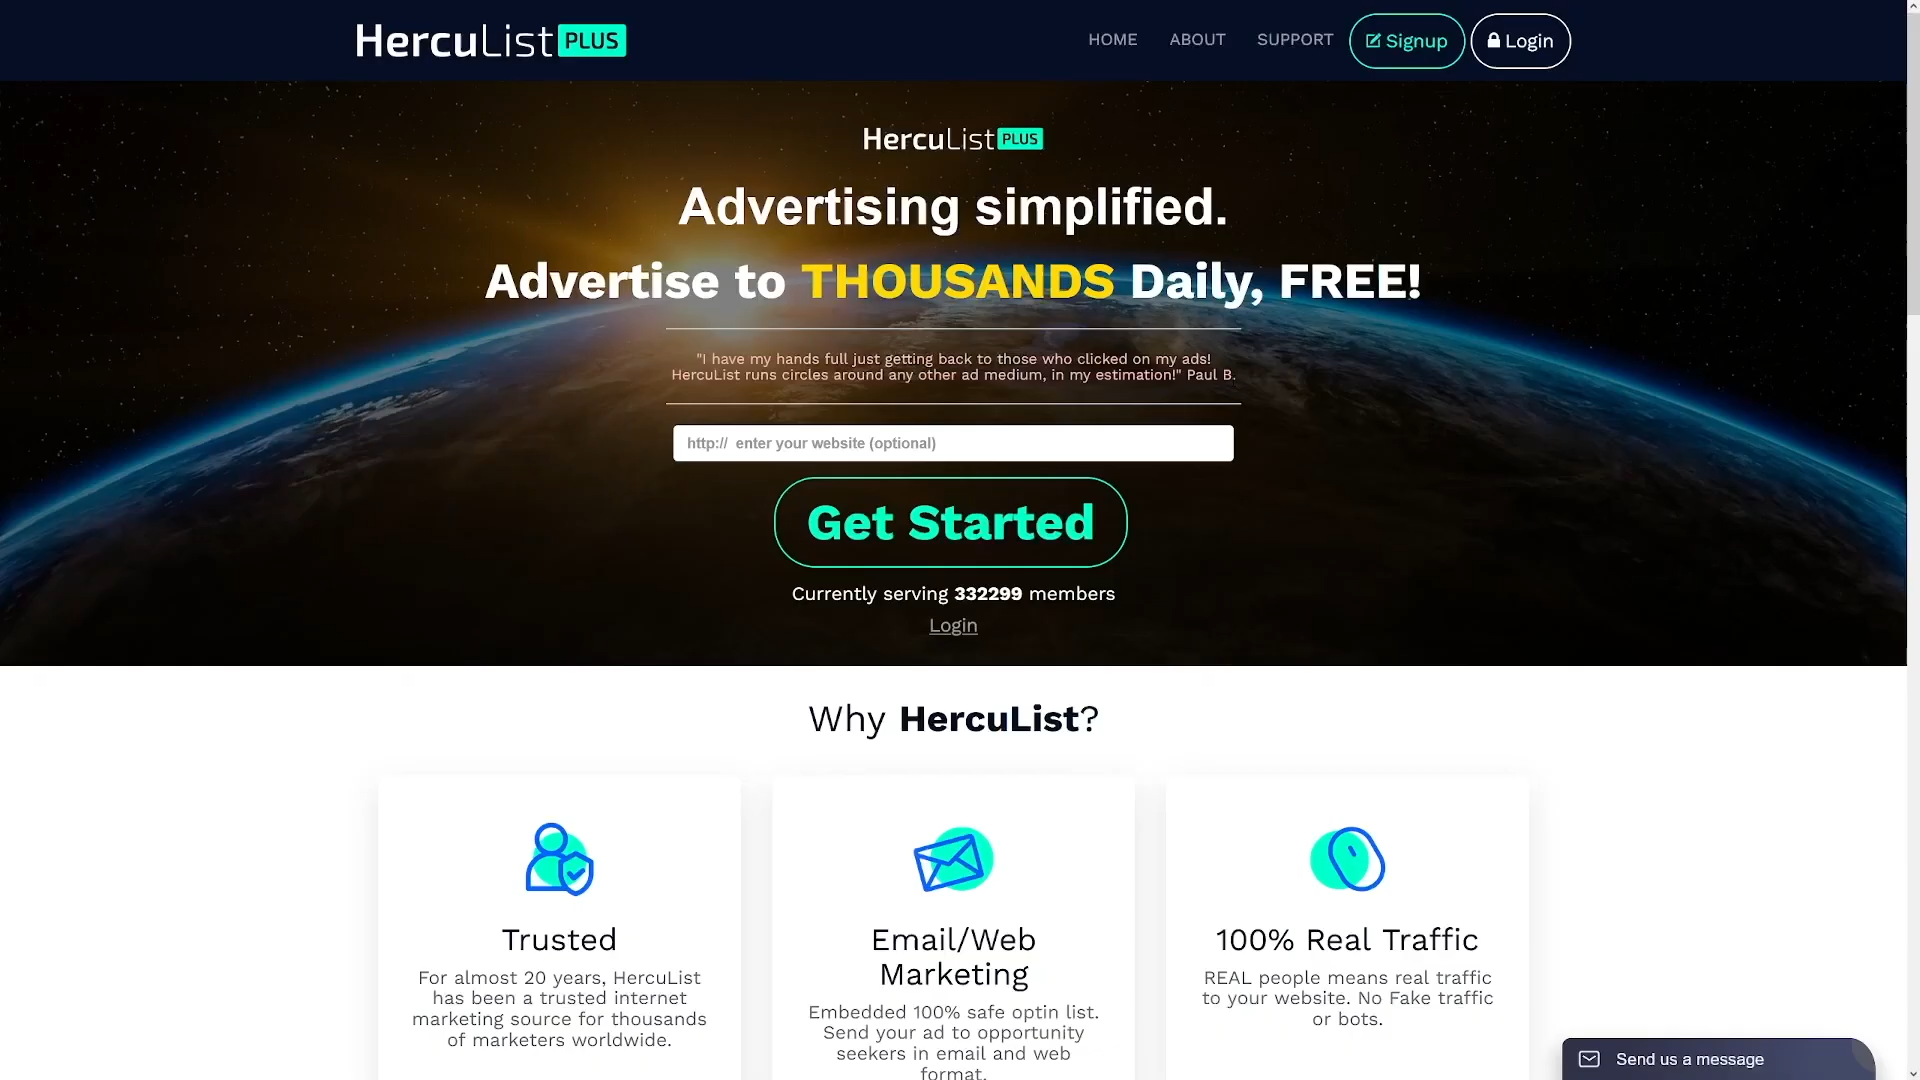 HercuList PLUS
HOME
ABOUT
SUPPORT
Signup
Login
HercuList PLUS
Advertising simplified.
Advertise to THOUSANDS Daily, FREE!
"I have my hands full just getting back to those who clicked on my ads!
HercuList runs circles around any other ad medium, in my estimation!" Paul B.
http:// enter your website (optional)
Get Started
Currently serving 332299 members
Login
Why HercuList?
Trusted
For almost 20 years, HercuList
has been a trusted internet
marketing source for thousands
of marketers worldwide.
Email/Web
Marketing
Embedded 100% safe optin list.
Send your ad to opportunity
seekers in email and web
format.
100% Real Traffic
REAL people means real traffic
to your website. No Fake traffic
or bots.
Send us a message